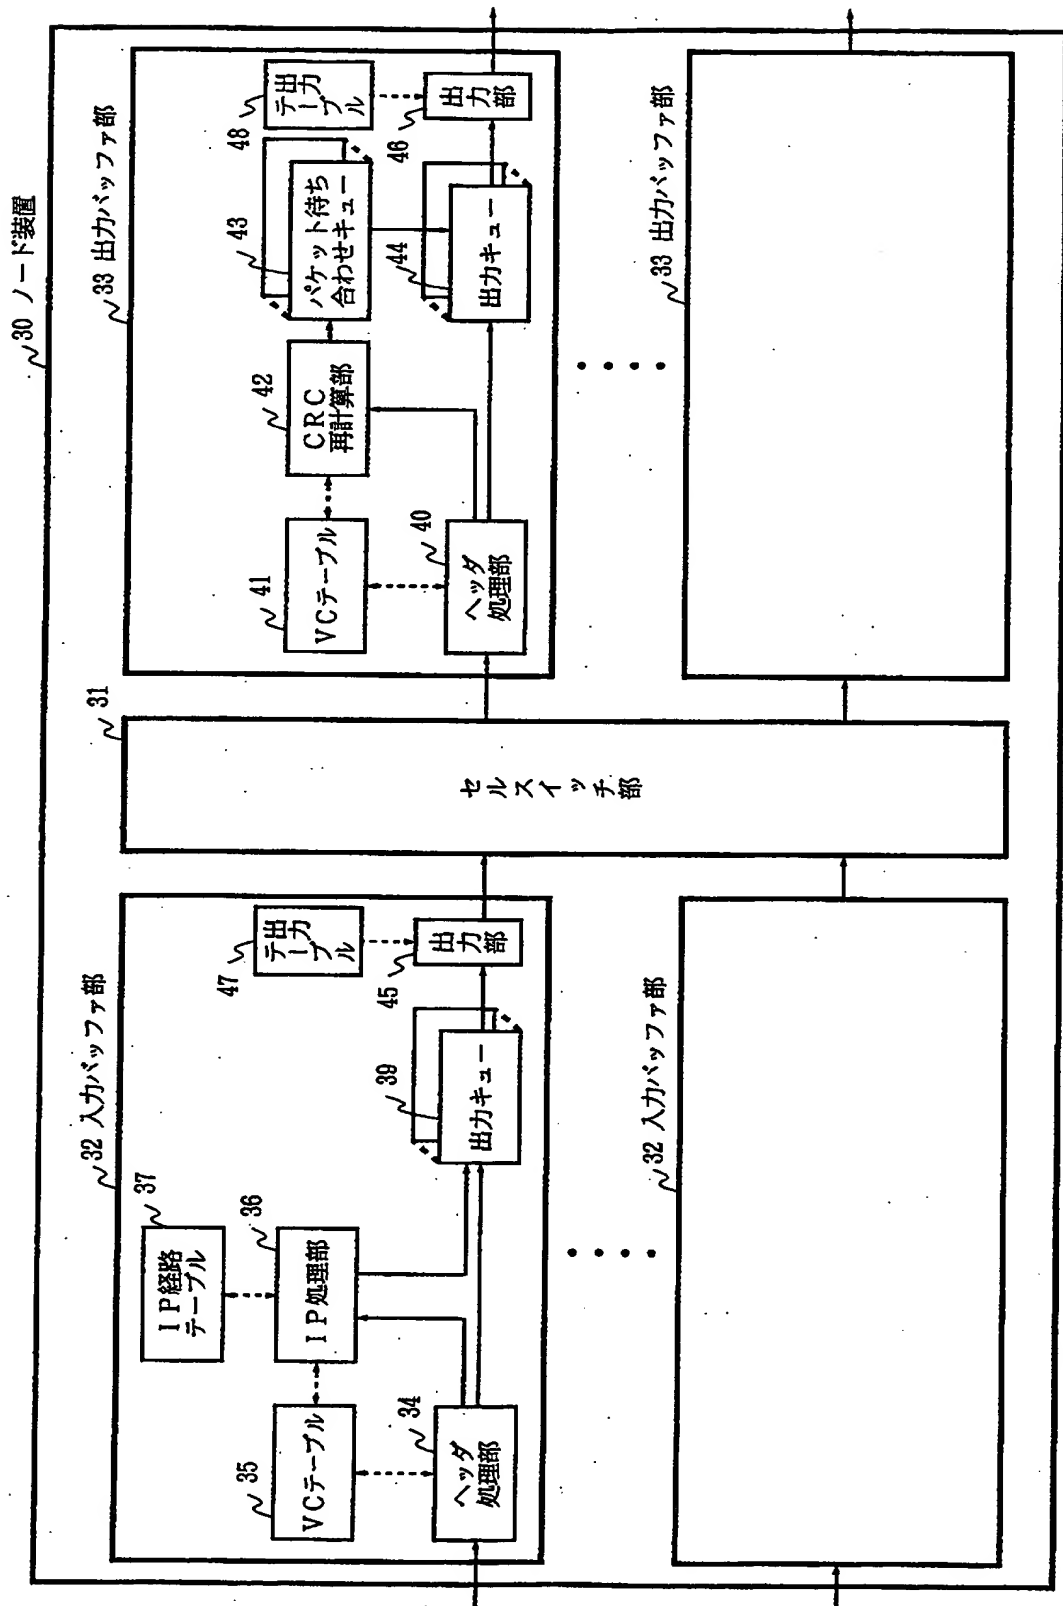 30 ノード装置
32 入力バッファ部
37
IP経路
テーブル
36
IP処理部
35
VCテーブル
34
ヘッダ
処理部
39
出力キュー
47
出力
テーブル
45
出力部
32 入力バッファ部
31
セルスイッチ部
33 出力バッファ部
41
VCテーブル
40
ヘッダ
処理部
42
CRC
再計算部
43
パケット待ち
合わせキュー
44
出力キュー
48
出力
テーブル
46
出力部
33 出力バッファ部